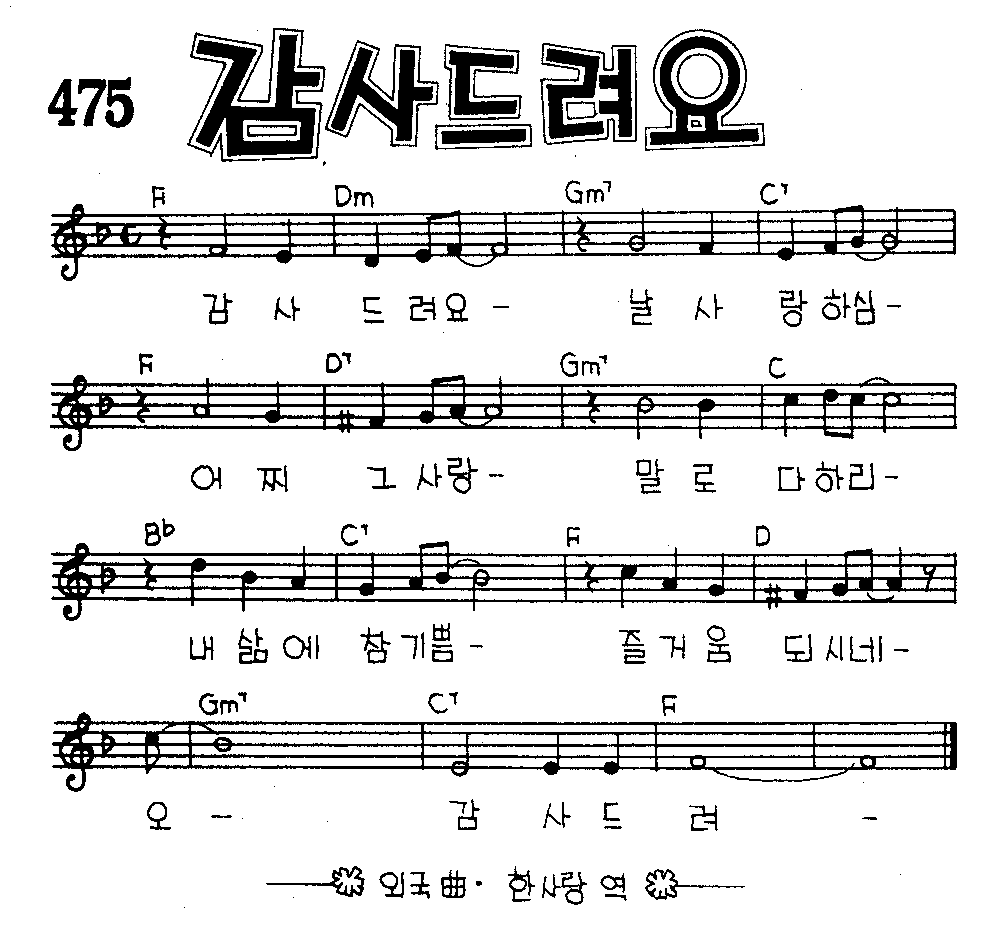 475 감사드려요
F Dm Gm7 C7
감 사 드 려요 - 날 사 랑 하심 -
F D7 Gm7 C
어 찌 그 사랑 - 말 로 다 하리 -
Bb C7 F D
내 삶 에 참 기쁨 - 즐 거 움 되 시네 -
Gm7 C7 F
오 - 감 사 드 려 -
외국 曲 · 한사랑 역